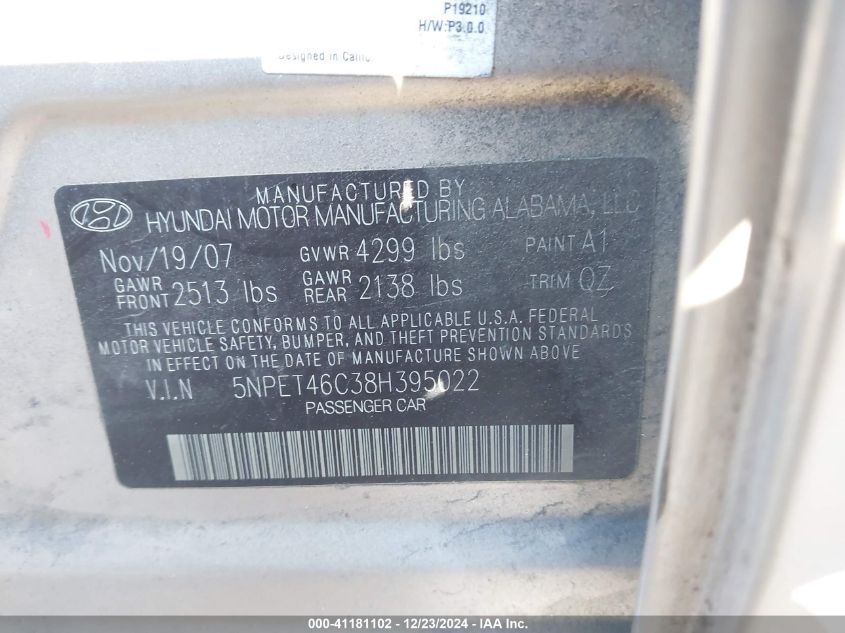 P19210
H/W:P3.0.0
Designed in Califo
MANUFACTURED BY
HYUNDAI MOTOR MANUFACTURING ALABAMA, LLC
Nov/19/07 GVWR 4299 lbs PAINT A1
GAWR FRONT 2513 lbs GAWR REAR 2138 lbs TRIM QZ
THIS VEHICLE CONFORMS TO ALL APPLICABLE U.S.A. FEDERAL
MOTOR VEHICLE SAFETY, BUMPER, AND THEFT PREVENTION STANDARDS
IN EFFECT ON THE DATE OF MANUFACTURE SHOWN ABOVE
V.I.N 5NPET46C38H395022
PASSENGER CAR
000-41181102 - 12/23/2024 - IAA, Inc.